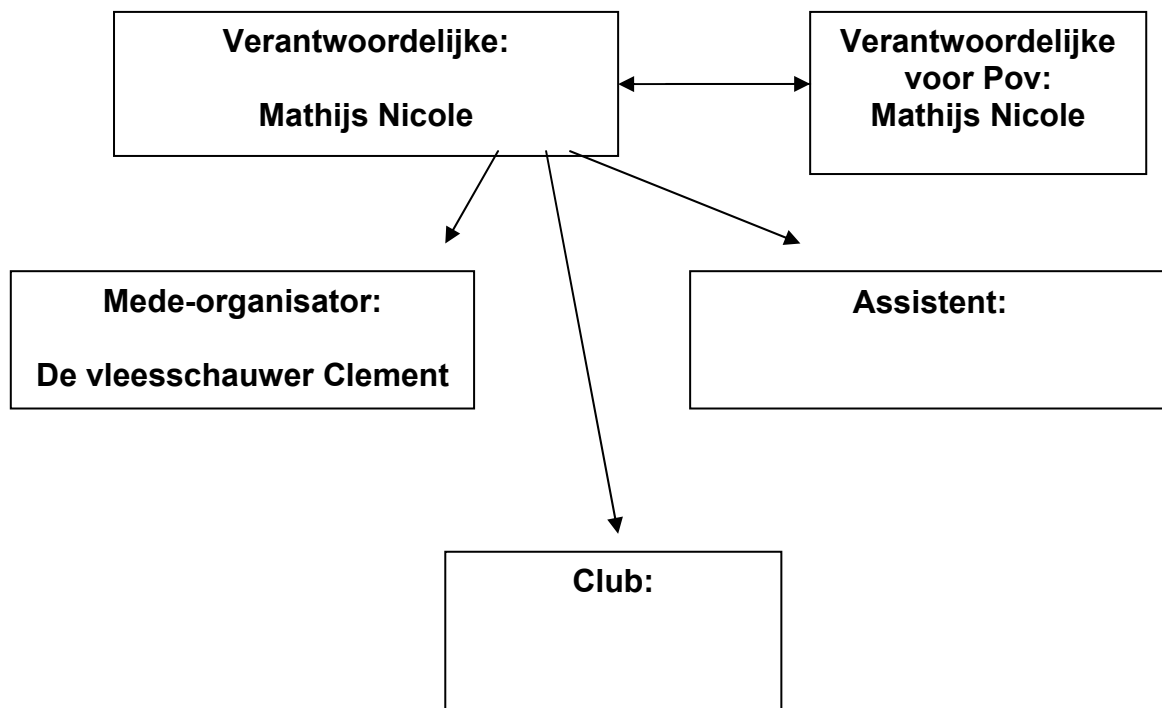 Verantwoordelijke:
Mathijs Nicole
Verantwoordelijke
voor Pov:
Mathijs Nicole
Mede-organisator:
De vleesschauwer Clement
Assistent:
Club: